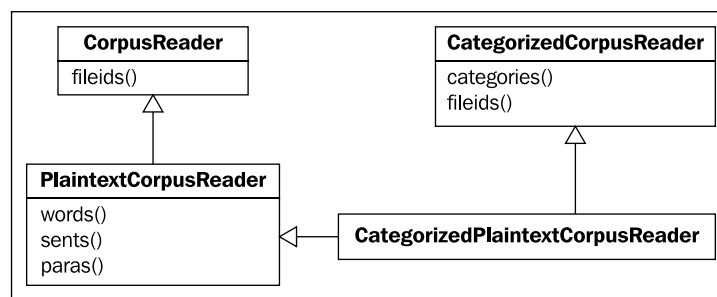 CorpusReader
fileids()
CategorizedCorpusReader
categories()
fileids()
PlaintextCorpusReader
words()
sents()
paras()
CategorizedPlaintextCorpusReader